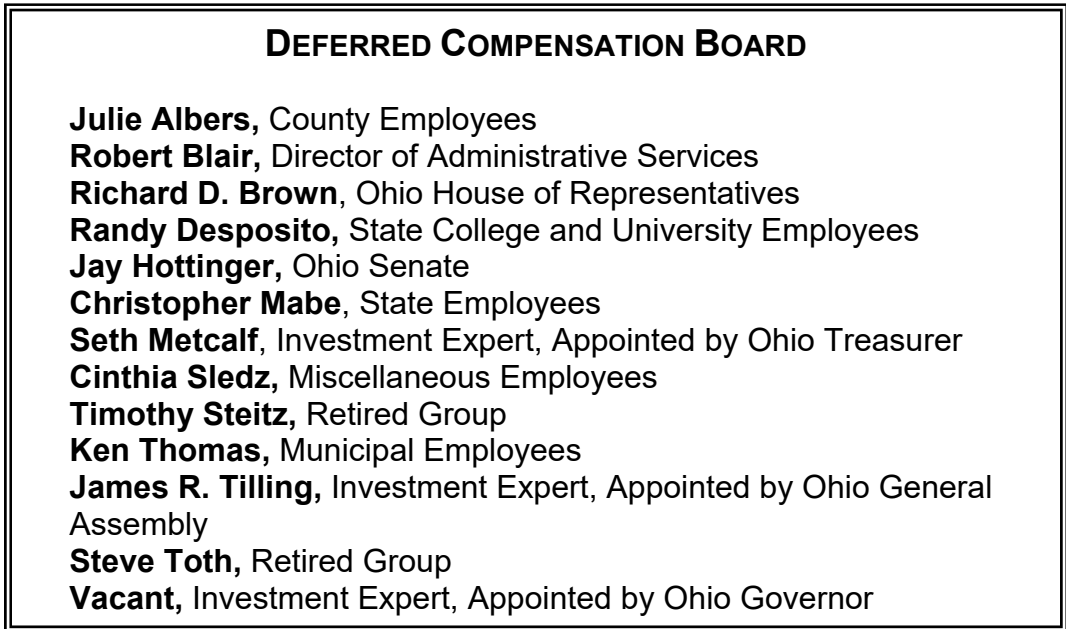 DEFERRED COMPENSATION BOARD
Julie Albers, County Employees
Robert Blair, Director of Administrative Services
Richard D. Brown, Ohio House of Representatives
Randy Desposito, State College and University Employees
Jay Hottinger, Ohio Senate
Christopher Mabe, State Employees
Seth Metcalf, Investment Expert, Appointed by Ohio Treasurer
Cinthia Sledz, Miscellaneous Employees
Timothy Steitz, Retired Group
Ken Thomas, Municipal Employees
James R. Tilling, Investment Expert, Appointed by Ohio General
Assembly
Steve Toth, Retired Group
Vacant, Investment Expert, Appointed by Ohio Governor